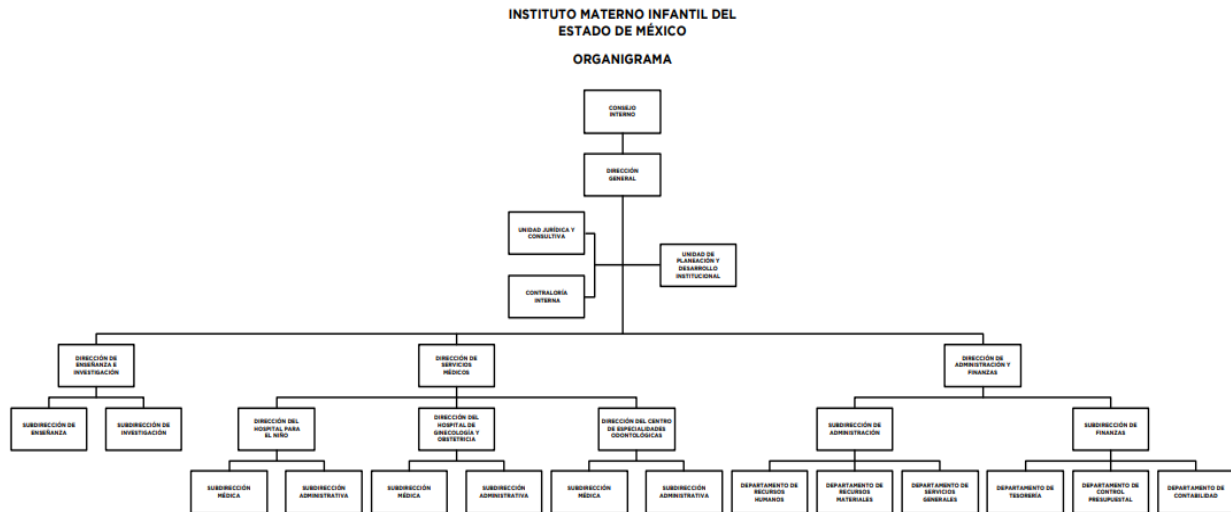 INSTITUTO MATERNO INFANTIL DEL
ESTADO DE MÉXICO
ORGANIGRAMA
CONSEJO
INTERNO
DIRECCIÓN
GENERAL
UNIDAD JURÍDICA Y
CONSULTIVA
UNIDAD DE
PLANEACIÓN Y
DESARROLLO
INSTITUCIONAL
CONTRALORÍA
INTERNA
DIRECCIÓN DE
ENSEÑANZA E
INVESTIGACIÓN
DIRECCIÓN DE
SERVICIOS
MÉDICOS
DIRECCIÓN DE
ADMINISTRACIÓN Y
FINANZAS
SUBDIRECCIÓN DE
ENSEÑANZA
SUBDIRECCIÓN DE
INVESTIGACIÓN
DIRECCIÓN DEL
HOSPITAL PARA
EL NIÑO
DIRECCIÓN DEL
HOSPITAL DE
GINECOLOGÍA Y
OBSTETRICIA
DIRECCIÓN DEL CENTRO
DE ESPECIALIDADES
ODONTOLÓGICAS
SUBDIRECCIÓN DE
ADMINISTRACIÓN
SUBDIRECCIÓN DE
FINANZAS
SUBDIRECCIÓN
MÉDICA
SUBDIRECCIÓN
ADMINISTRATIVA
SUBDIRECCIÓN
MÉDICA
SUBDIRECCIÓN
ADMINISTRATIVA
SUBDIRECCIÓN
MÉDICA
SUBDIRECCIÓN
ADMINISTRATIVA
DEPARTAMENTO DE
RECURSOS
HUMANOS
DEPARTAMENTO DE
RECURSOS
MATERIALES
DEPARTAMENTO DE
SERVICIOS
GENERALES
DEPARTAMENTO DE
TESORERÍA
DEPARTAMENTO DE
CONTROL
PRESUPUESTAL
DEPARTAMENTO DE
CONTABILIDAD